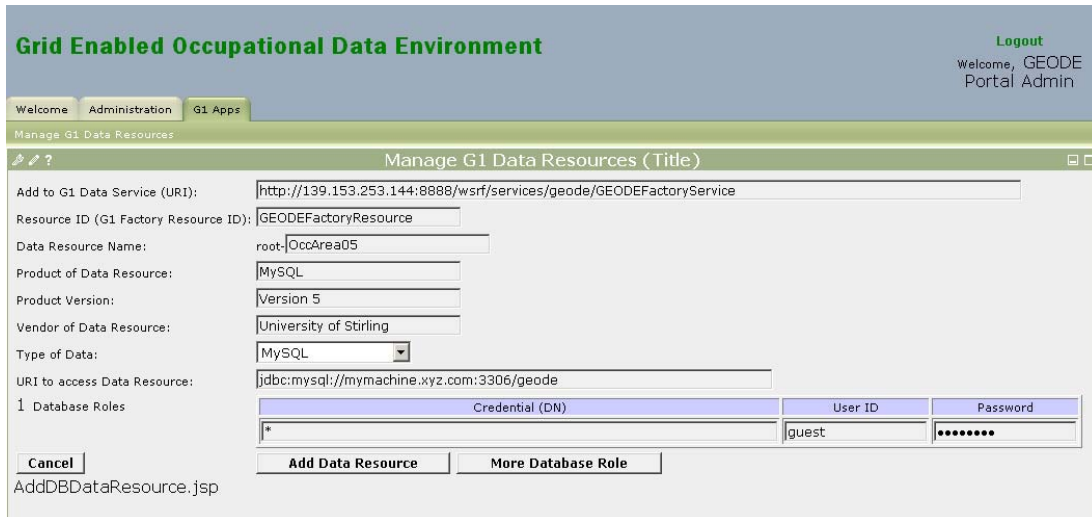 Grid Enabled Occupational Data Environment
Logout
Welcome, GEODE
Portal Admin
Welcome Administration G1 Apps
Manage G1 Data Resources
? Manage G1 Data Resources (Title)
Add to G1 Data Service (URI): http://139.153.253.144:8888/wsrf/services/geode/GEODEFactoryService
Resource ID (G1 Factory Resource ID): GEODEFactoryResource
Data Resource Name: root-OccArea05
Product of Data Resource: MySQL
Product Version: Version 5
Vendor of Data Resource: University of Stirling
Type of Data: MySQL
URI to access Data Resource: jdbc:mysql://mymachine.xyz.com:3306/geode
1 Database Roles Credential (DN) User ID Password
* guest ••••••••
Cancel Add Data Resource More Database Role
AddDBDataResource.jsp